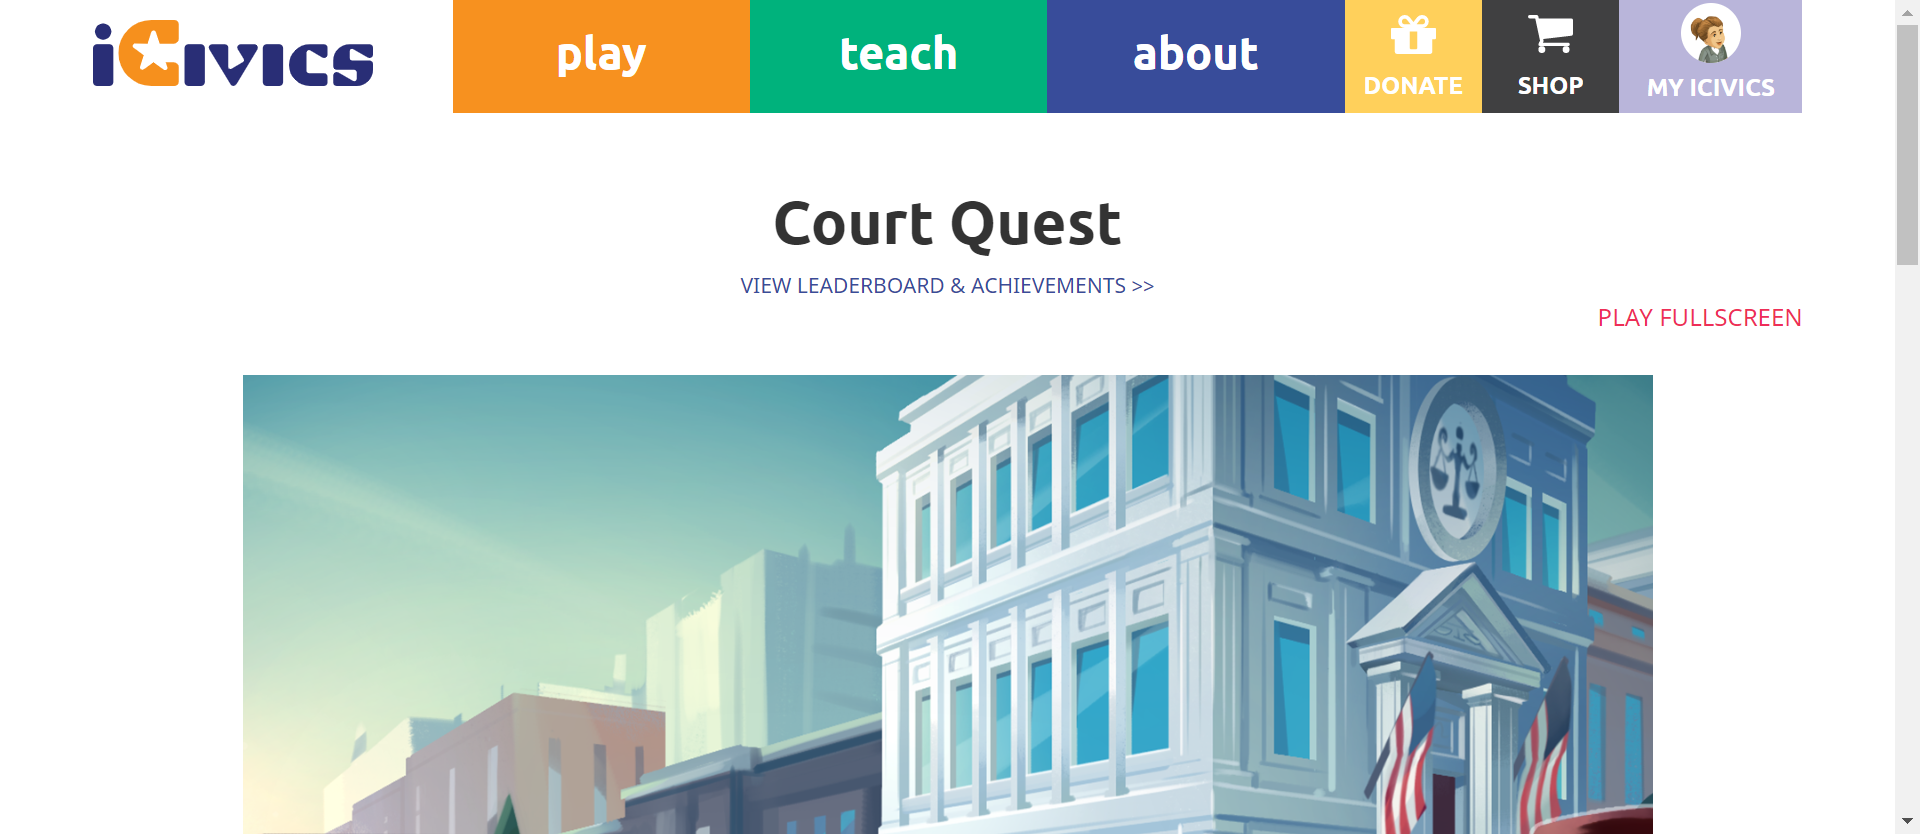 iCivics
play
teach
about
DONATE
SHOP
MY ICIVICS
Court Quest
VIEW LEADERBOARD & ACHIEVEMENTS >>
PLAY FULLSCREEN